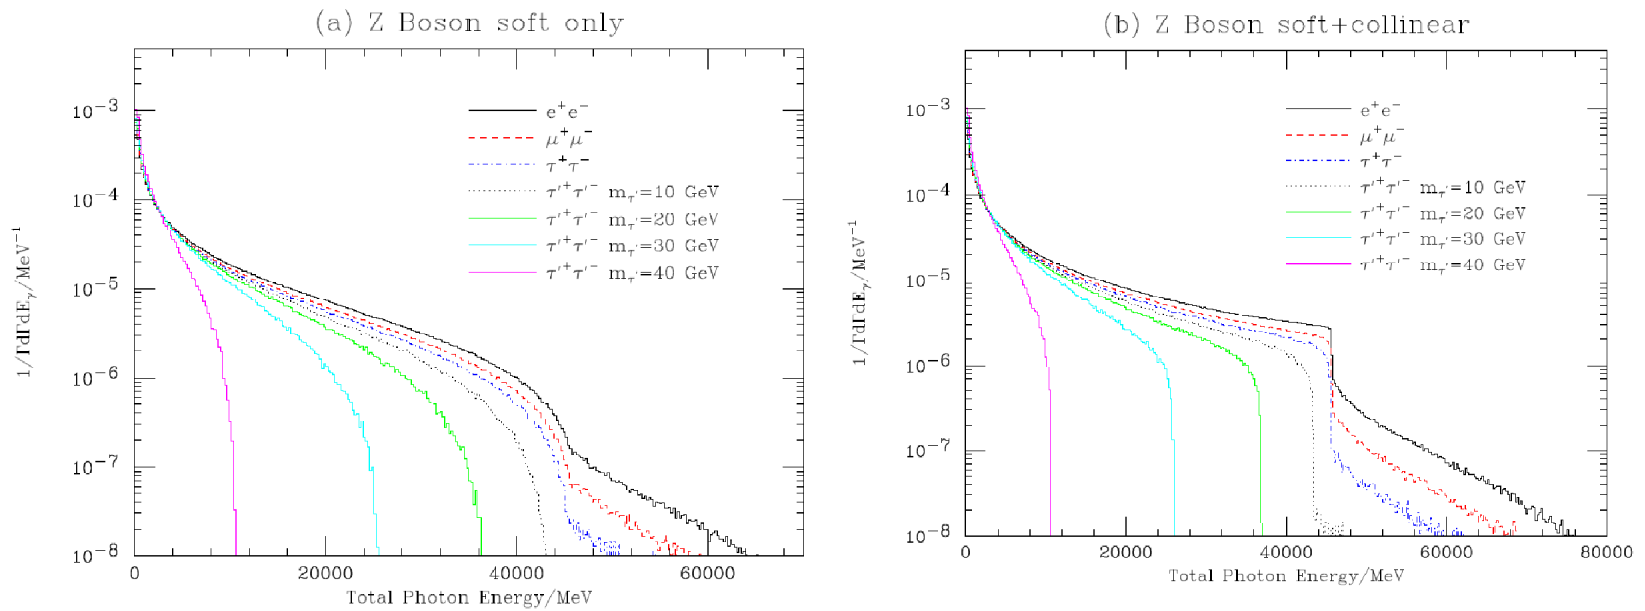 (a) Z Boson soft only
1/ΓdΓdE_γ/MeV⁻¹
10⁻³
10⁻⁴
10⁻⁵
10⁻⁶
10⁻⁷
10⁻⁸
e⁺e⁻
μ⁺μ⁻
τ⁺τ⁻
τ′⁺τ′⁻ m_τ′=10 GeV
τ′⁺τ′⁻ m_τ′=20 GeV
τ′⁺τ′⁻ m_τ′=30 GeV
τ′⁺τ′⁻ m_τ′=40 GeV
0 20000 40000 60000
Total Photon Energy/MeV
(b) Z Boson soft+collinear
1/ΓdΓdE_γ/MeV⁻¹
10⁻³
10⁻⁴
10⁻⁵
10⁻⁶
10⁻⁷
10⁻⁸
e⁺e⁻
μ⁺μ⁻
τ⁺τ⁻
τ′⁺τ′⁻ m_τ′=10 GeV
τ′⁺τ′⁻ m_τ′=20 GeV
τ′⁺τ′⁻ m_τ′=30 GeV
τ′⁺τ′⁻ m_τ′=40 GeV
0 20000 40000 60000 80000
Total Photon Energy/MeV